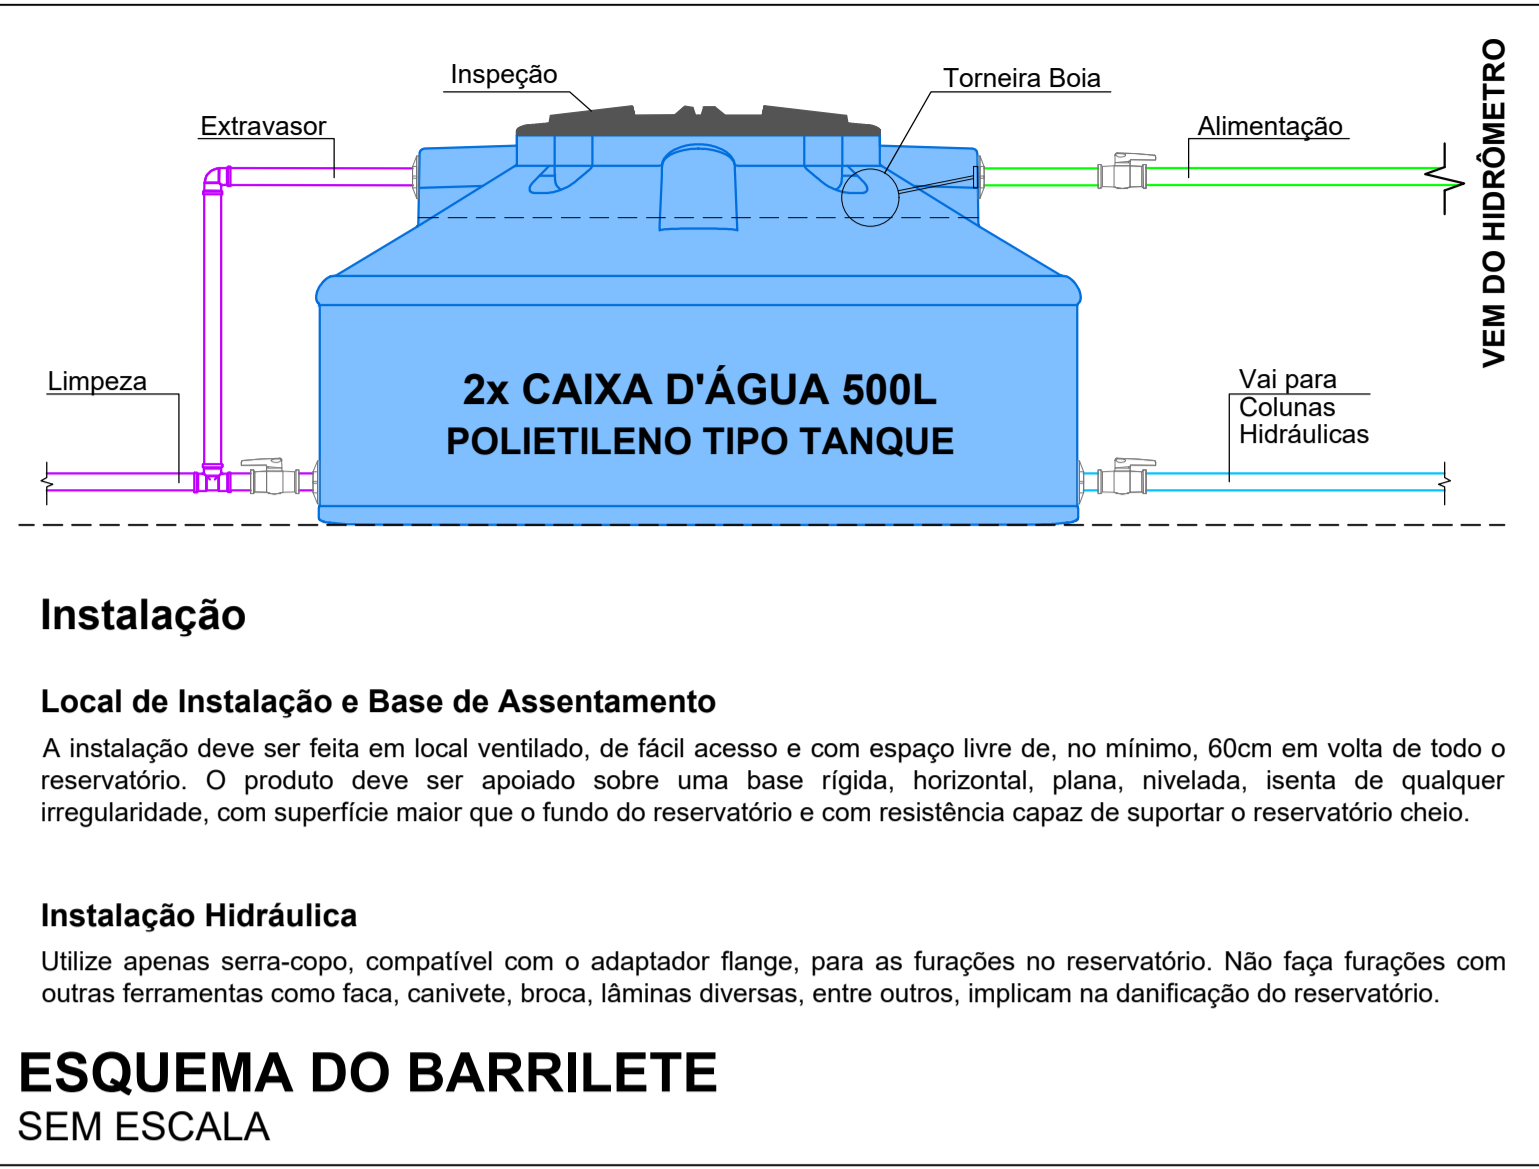 Inspeção
Torneira Boia
Extravasor
Alimentação
VEM DO HIDRÔMETRO
Limpeza
2x CAIXA D'ÁGUA 500L
POLIETILENO TIPO TANQUE
Vai para
Colunas
Hidráulicas
Instalação
Local de Instalação e Base de Assentamento
A instalação deve ser feita em local ventilado, de fácil acesso e com espaço livre de, no mínimo, 60cm em volta de todo o
reservatório. O produto deve ser apoiado sobre uma base rígida, horizontal, plana, nivelada, isenta de qualquer
irregularidade, com superfície maior que o fundo do reservatório e com resistência capaz de suportar o reservatório cheio.
Instalação Hidráulica
Utilize apenas serra-copo, compatível com o adaptador flange, para as furações no reservatório. Não faça furações com
outras ferramentas como faca, canivete, broca, lâminas diversas, entre outros, implicam na danificação do reservatório.
ESQUEMA DO BARRILETE
SEM ESCALA